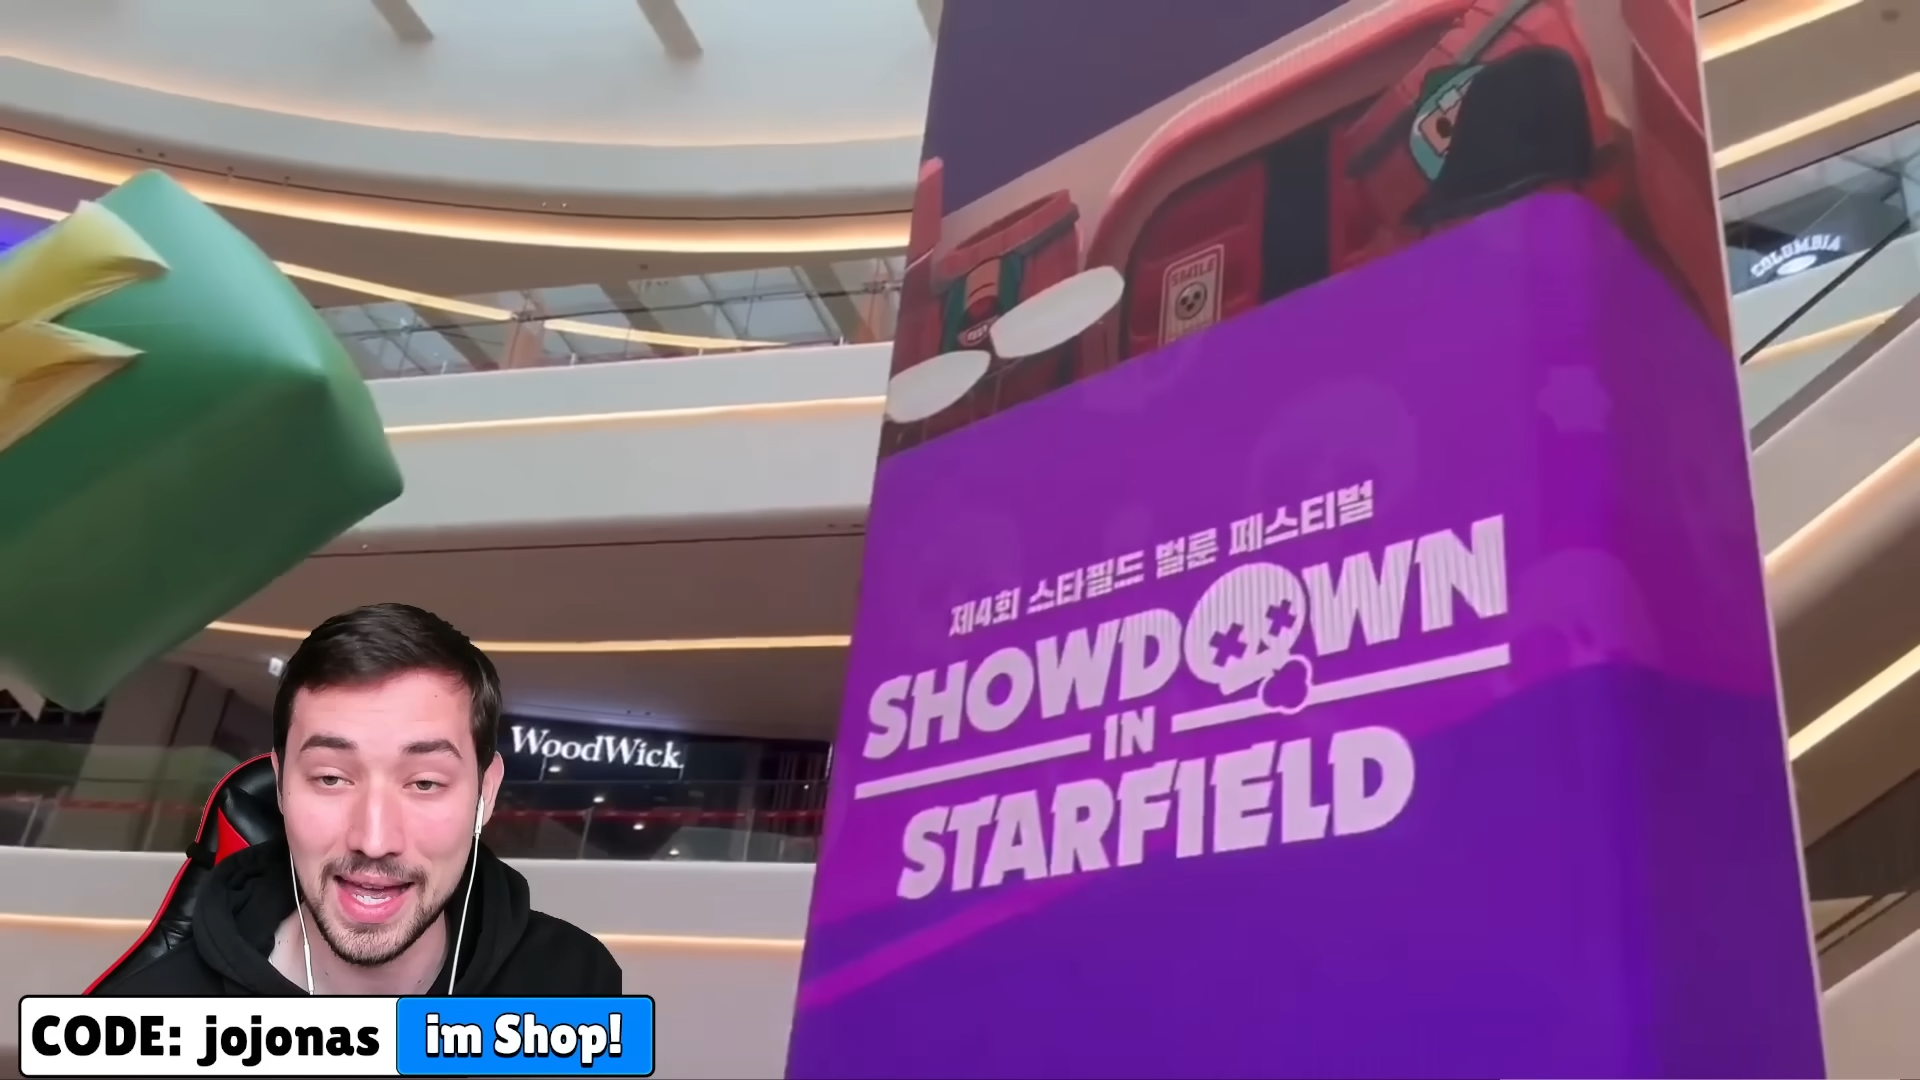 COLUMBIA
SMILE
제4회 스타필드 벌룬 페스티벌
SHOWDOWN
IN
STARFIELD
WoodWick.
CODE: jojonas
im Shop!